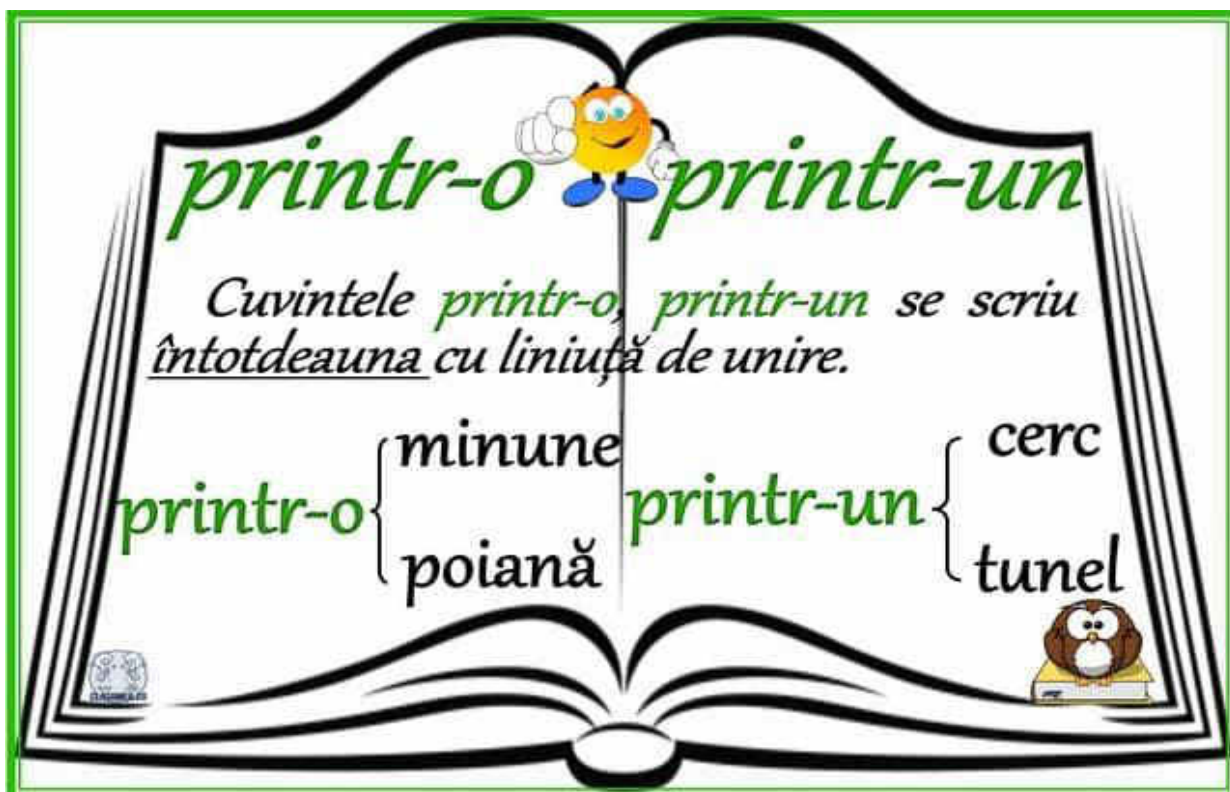 printr-o printr-un
Cuvintele printr-o, printr-un se scriu
întotdeauna cu liniuță de unire.
minune
printr-o
poiană
cerc
printr-un
tunel